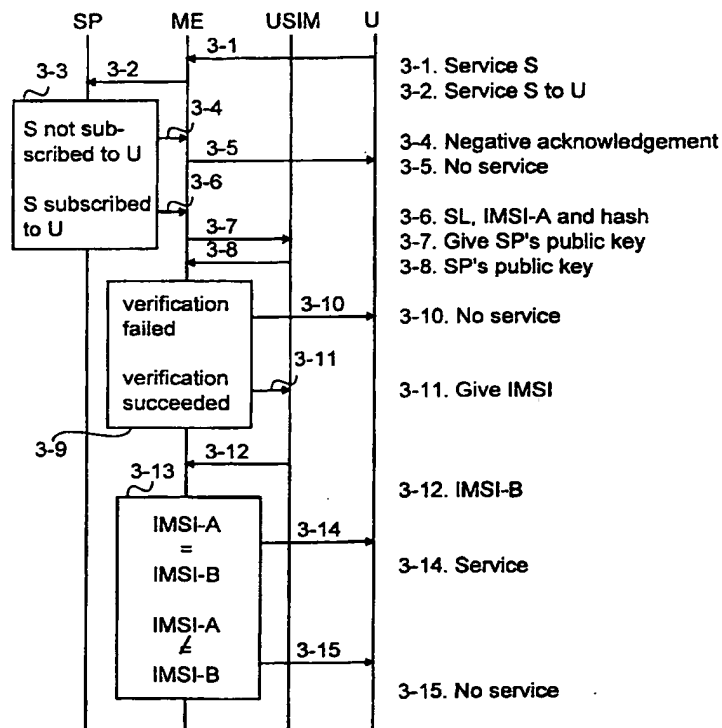 SP ME USIM U
3-1
3-1. Service S
3-3 3-2
3-2. Service S to U
3-4
S not sub-
scribed to U
3-4. Negative acknowledgement
3-5
3-5. No service
3-6
S subscribed
to U
3-6. SL, IMSI-A and hash
3-7
3-7. Give SP's public key
3-8
3-8. SP's public key
verification
failed
3-10
3-10. No service
3-11
verification
succeeded
3-11. Give IMSI
3-9
3-12
3-13
3-12. IMSI-B
IMSI-A
=
IMSI-B
3-14
3-14. Service
IMSI-A
≠
IMSI-B
3-15
3-15. No service